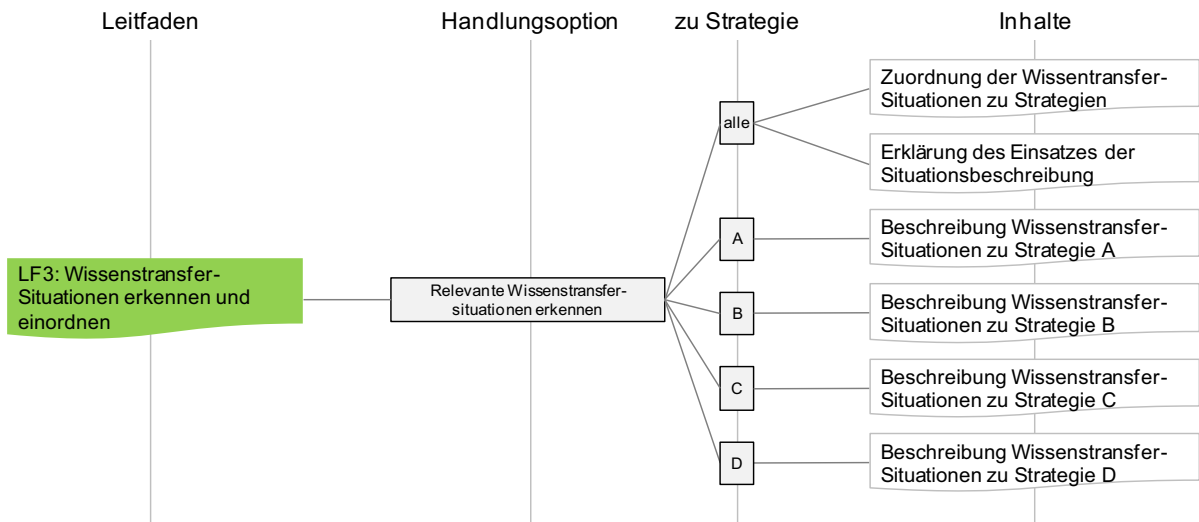 Leitfaden
Handlungsoption
zu Strategie
Inhalte
LF3: Wissenstransfer-
Situationen erkennen und
einordnen
Relevante Wissenstransfer-
situationen erkennen
alle
Zuordnung der Wissentransfer-
Situationen zu Strategien
Erklärung des Einsatzes der
Situationsbeschreibung
A
Beschreibung Wissenstransfer-
Situationen zu Strategie A
B
Beschreibung Wissenstransfer-
Situationen zu Strategie B
C
Beschreibung Wissenstransfer-
Situationen zu Strategie C
D
Beschreibung Wissenstransfer-
Situationen zu Strategie D